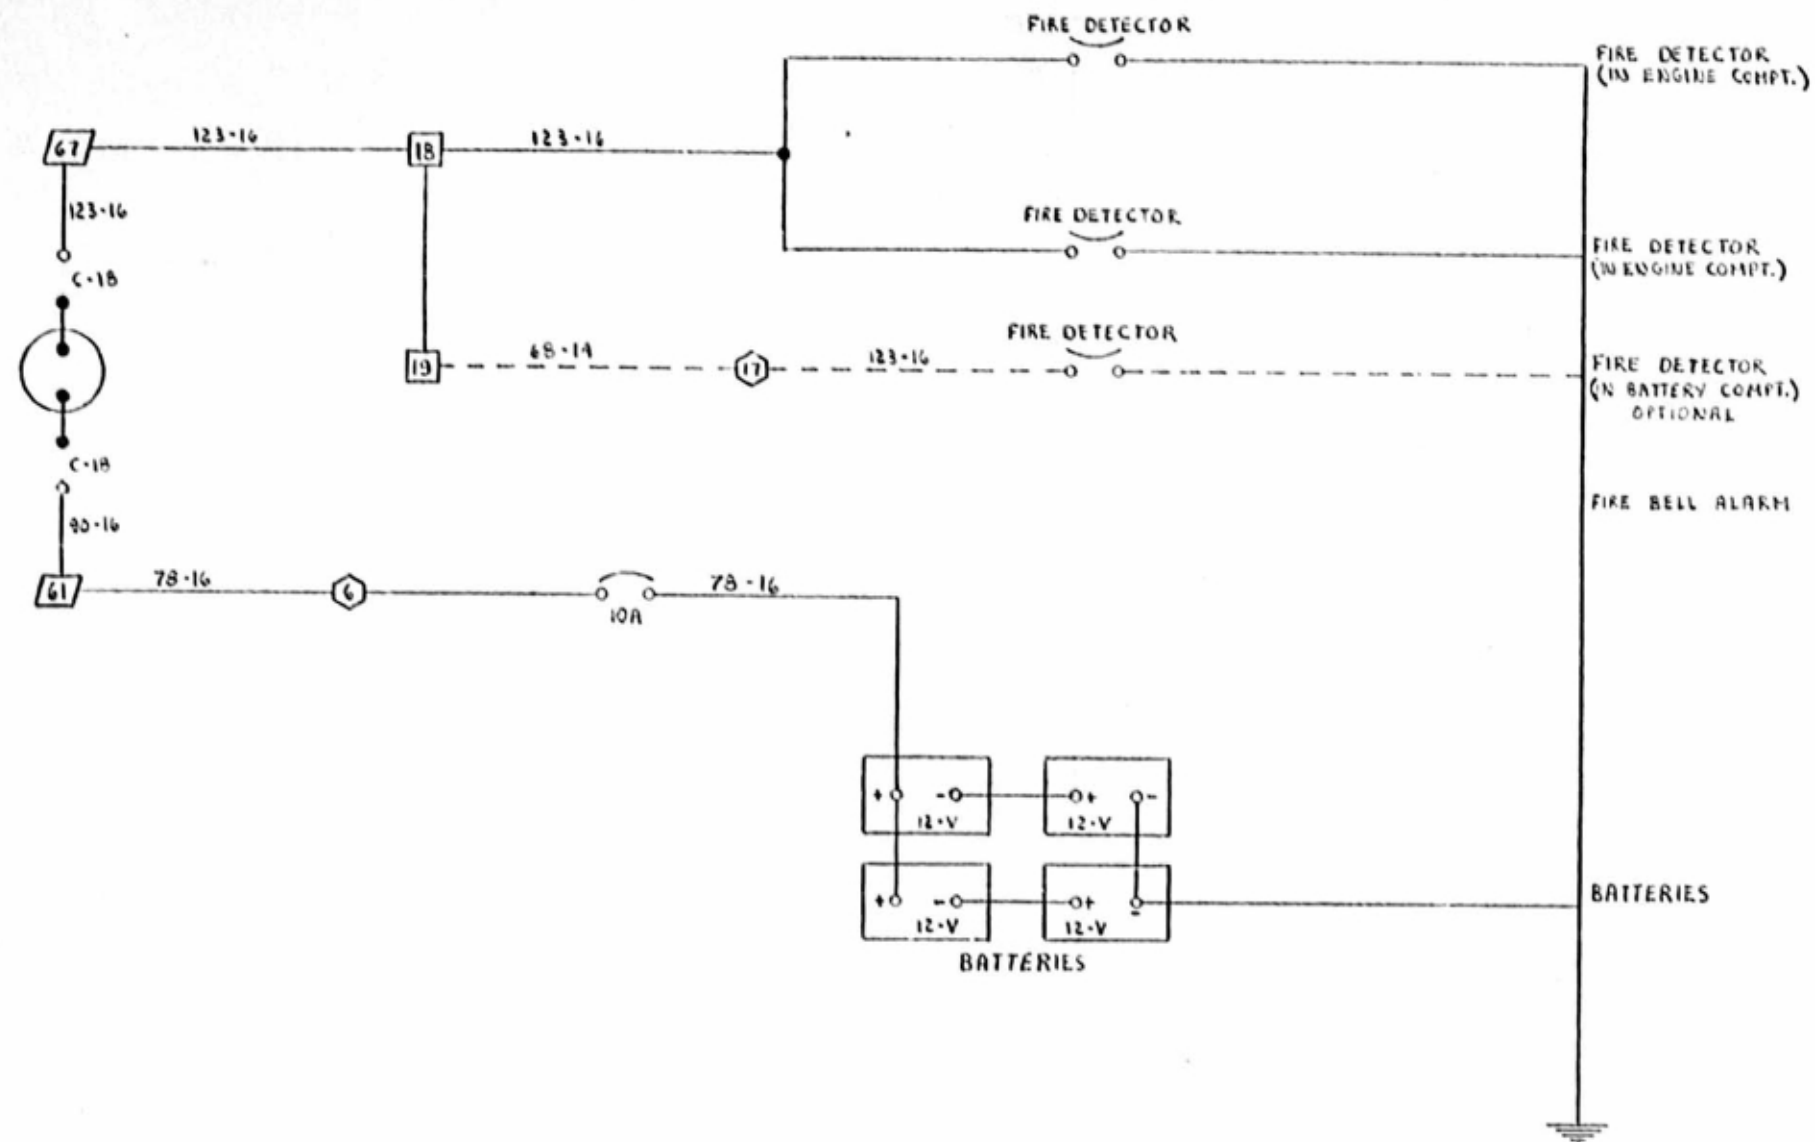 FIRE DETECTOR
FIRE DETECTOR
(IN ENGINE COMPT.)
67
123-16
18
123-16
123-16
FIRE DETECTOR
FIRE DETECTOR
(IN ENGINE COMPT.)
C-18
FIRE DETECTOR
19
68-14
17
123-16
FIRE DETECTOR
(IN BATTERY COMPT.)
OPTIONAL
C-18
FIRE BELL ALARM
90-16
61
78-16
6
10A
78-16
+
-
12-V
+
-
12-V
+
-
12-V
+
-
12-V
BATTERIES
BATTERIES